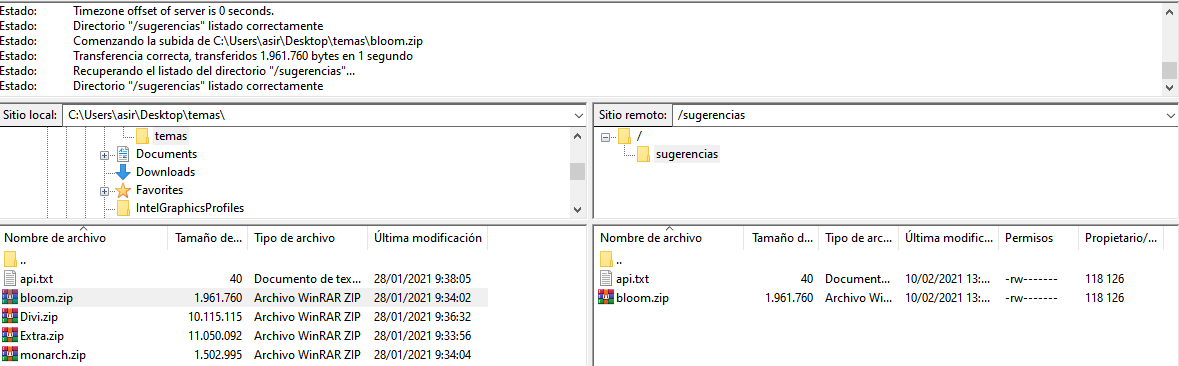 Estado: Timezone offset of server is 0 seconds.
Estado: Directorio "/sugerencias" listado correctamente
Estado: Comenzando la subida de C:\Users\asir\Desktop\temas\bloom.zip
Estado: Transferencia correcta, transferidos 1.961.760 bytes en 1 segundo
Estado: Recuperando el listado del directorio "/sugerencias"...
Estado: Directorio "/sugerencias" listado correctamente
Sitio local: C:\Users\asir\Desktop\temas\
temas
Documents
Downloads
Favorites
IntelGraphicsProfiles
Sitio remoto: /sugerencias
/
sugerencias
Nombre de archivo Tamaño de... Tipo de archivo Última modificación
..
api.txt 40 Documento de tex... 28/01/2021 9:38:05
bloom.zip 1.961.760 Archivo WinRAR ZIP 28/01/2021 9:34:02
Divi.zip 10.115.115 Archivo WinRAR ZIP 28/01/2021 9:36:32
Extra.zip 11.050.092 Archivo WinRAR ZIP 28/01/2021 9:33:56
monarch.zip 1.502.995 Archivo WinRAR ZIP 28/01/2021 9:34:04
Nombre de archivo Tamaño d... Tipo de arc... Última modific... Permisos Propietario/...
..
api.txt 40 Document... 10/02/2021 13:... -rw------- 118 126
bloom.zip 1.961.760 Archivo Wi... 10/02/2021 13:... -rw------- 118 126